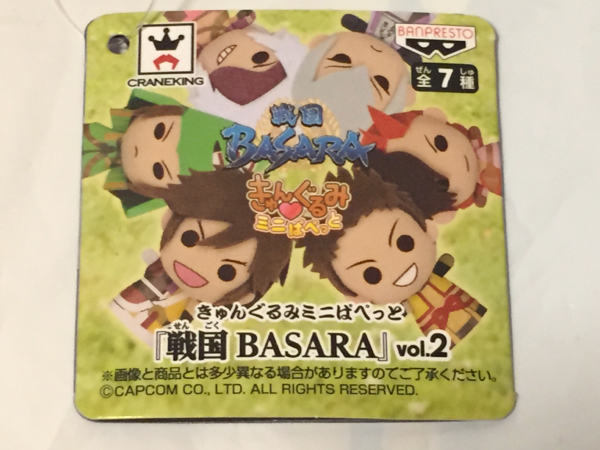 CRANEKING
BANPRESTO
ぜん しゅ
全7種
戦国
BASARA
きゅんぐるみ
ミニぱぺっと
きゅんぐるみミニぱぺっと
せん ごく
『戦国 BASARA』vol.2
※画像と商品とは多少異なる場合がありますのでご了承ください。
©CAPCOM CO., LTD. ALL RIGHTS RESERVED.